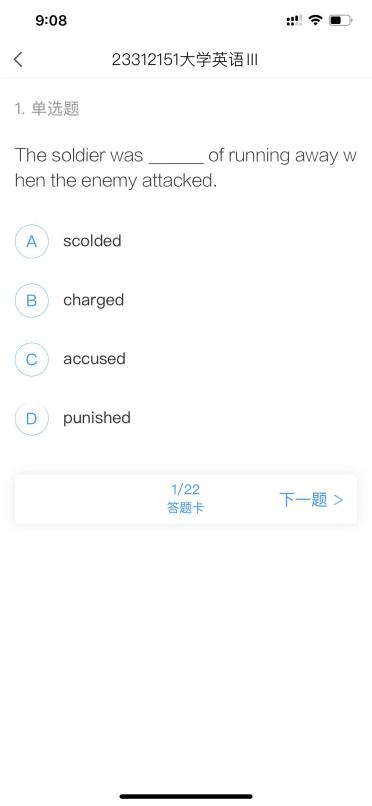 9:08
23312151大学英语III
1. 单选题
The soldier was ______ of running away w
hen the enemy attacked.
A scolded
B charged
C accused
D punished
1/22
答题卡
下一题 >